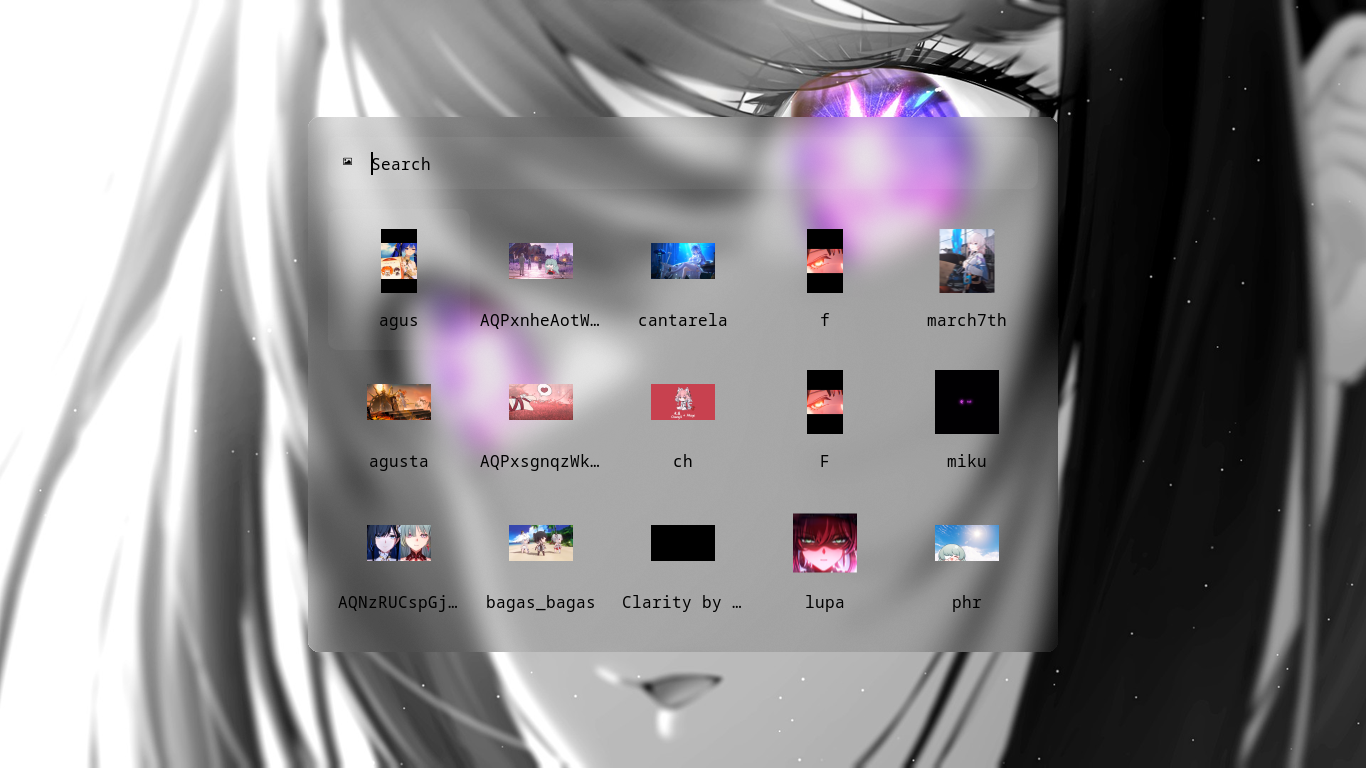 Search
agus AQPxnheAotW… cantarela f march7th
agusta AQPxsgnqzWk… ch F miku
AQNzRUCspGj… bagas_bagas Clarity by … lupa phr